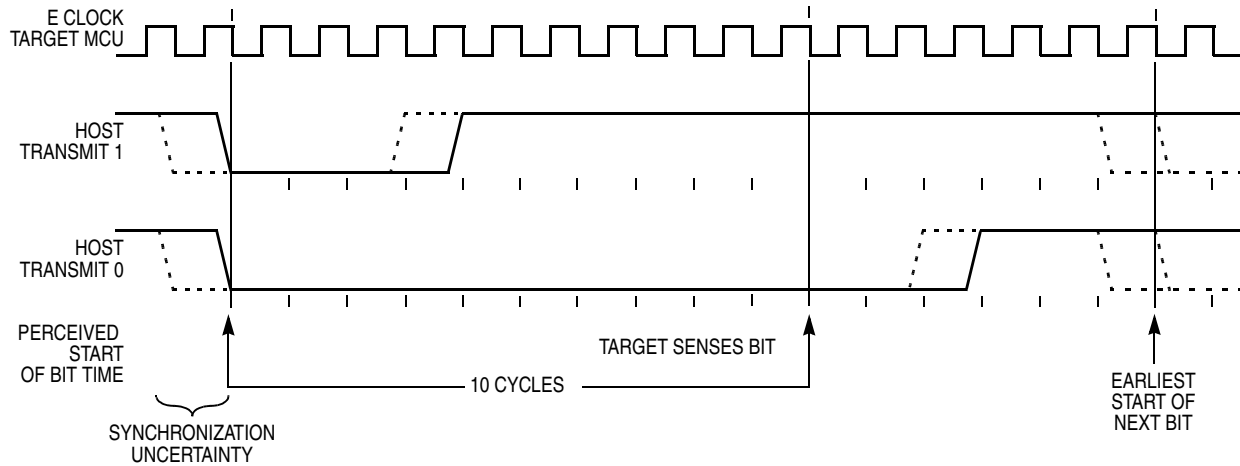 E CLOCK
TARGET MCU
HOST
TRANSMIT 1
HOST
TRANSMIT 0
PERCEIVED
START
OF BIT TIME
TARGET SENSES BIT
10 CYCLES
EARLIEST
START OF
NEXT BIT
SYNCHRONIZATION
UNCERTAINTY